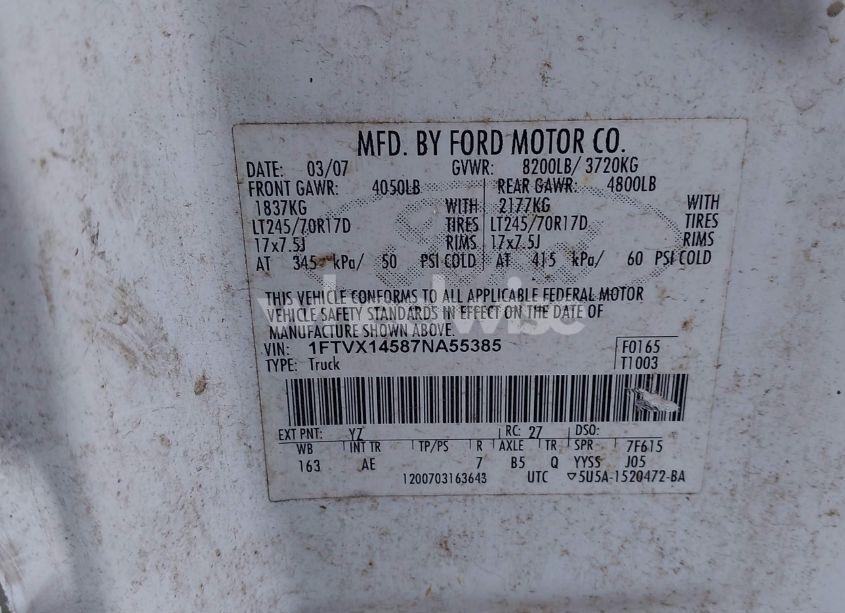 MFD. BY FORD MOTOR CO.
DATE: 03/07 GVWR: 8200LB/ 3720KG
FRONT GAWR: 4050LB REAR GAWR: 4800LB
1837KG WITH 2177KG WITH
LT245/70R17D TIRES LT245/70R17D TIRES
17x7.5J RIMS 17x7.5J RIMS
AT 345 kPa/ 50 PSI COLD AT 415 kPa/ 60 PSI COLD
THIS VEHICLE CONFORMS TO ALL APPLICABLE FEDERAL MOTOR
VEHICLE SAFETY STANDARDS IN EFFECT ON THE DATE OF
MANUFACTURE SHOWN ABOVE.
VIN: 1FTVX14587NA55385 F0165
TYPE: Truck T1003
EXT PNT: YZ RC: 27 DSO:
WB INT TR TP/PS R AXLE TR SPR 7F615
163 AE 7 B5 Q YYSS J05
1200703163643 UTC ▽5U5A-1520472-BA